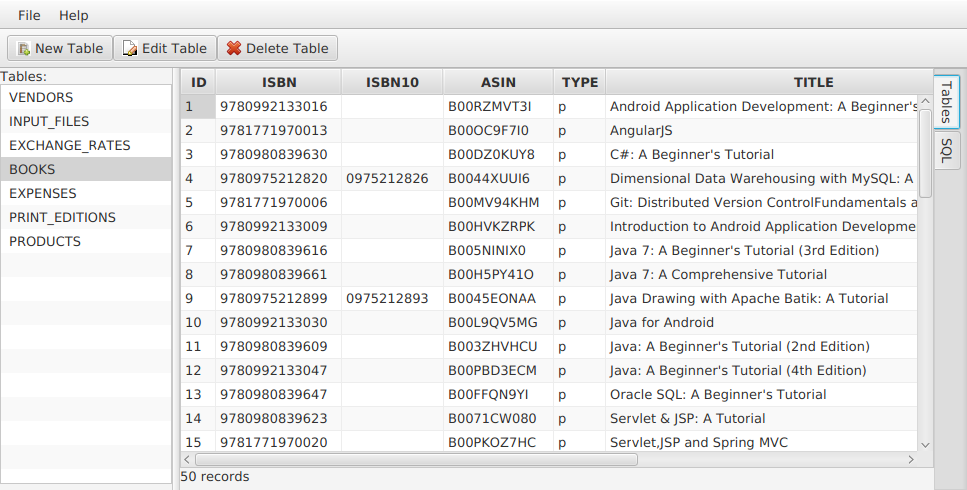 File Help
New Table Edit Table Delete Table
Tables:
VENDORS
INPUT_FILES
EXCHANGE_RATES
BOOKS
EXPENSES
PRINT_EDITIONS
PRODUCTS
ID ISBN ISBN10 ASIN TYPE TITLE
1 9780992133016 B00RZMVT3I p Android Application Development: A Beginner's
2 9781771970013 B00OC9F7I0 p AngularJS
3 9780980839630 B00DZ0KUY8 p C#: A Beginner's Tutorial
4 9780975212820 0975212826 B0044XUUI6 p Dimensional Data Warehousing with MySQL: A
5 9781771970006 B00MV94KHM p Git: Distributed Version ControlFundamentals a
6 9780992133009 B00HVKZRPK p Introduction to Android Application Developme
7 9780980839616 B005NINIX0 p Java 7: A Beginner's Tutorial (3rd Edition)
8 9780980839661 B00H5PY41O p Java 7: A Comprehensive Tutorial
9 9780975212899 0975212893 B0045EONAA p Java Drawing with Apache Batik: A Tutorial
10 9780992133030 B00L9QV5MG p Java for Android
11 9780980839609 B003ZHVHCU p Java: A Beginner's Tutorial (2nd Edition)
12 9780992133047 B00PBD3ECM p Java: A Beginner's Tutorial (4th Edition)
13 9780980839647 B00FFQN9YI p Oracle SQL: A Beginner's Tutorial
14 9780980839623 B0071CW080 p Servlet & JSP: A Tutorial
15 9781771970020 B00PKOZ7HC p Servlet,JSP and Spring MVC
50 records
Tables
SQL